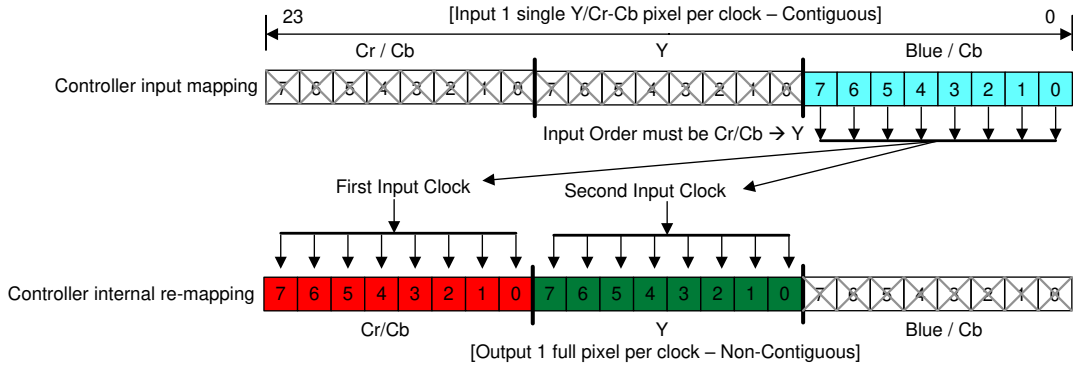 23 [Input 1 single Y/Cr-Cb pixel per clock – Contiguous] 0
Cr / Cb Y Blue / Cb
Controller input mapping 7 6 5 4 3 2 1 0 7 6 5 4 3 2 1 0 7 6 5 4 3 2 1 0
Input Order must be Cr/Cb → Y
First Input Clock Second Input Clock
Controller internal re-mapping 7 6 5 4 3 2 1 0 7 6 5 4 3 2 1 0 7 6 5 4 3 2 1 0
Cr/Cb Y Blue / Cb
[Output 1 full pixel per clock – Non-Contiguous]